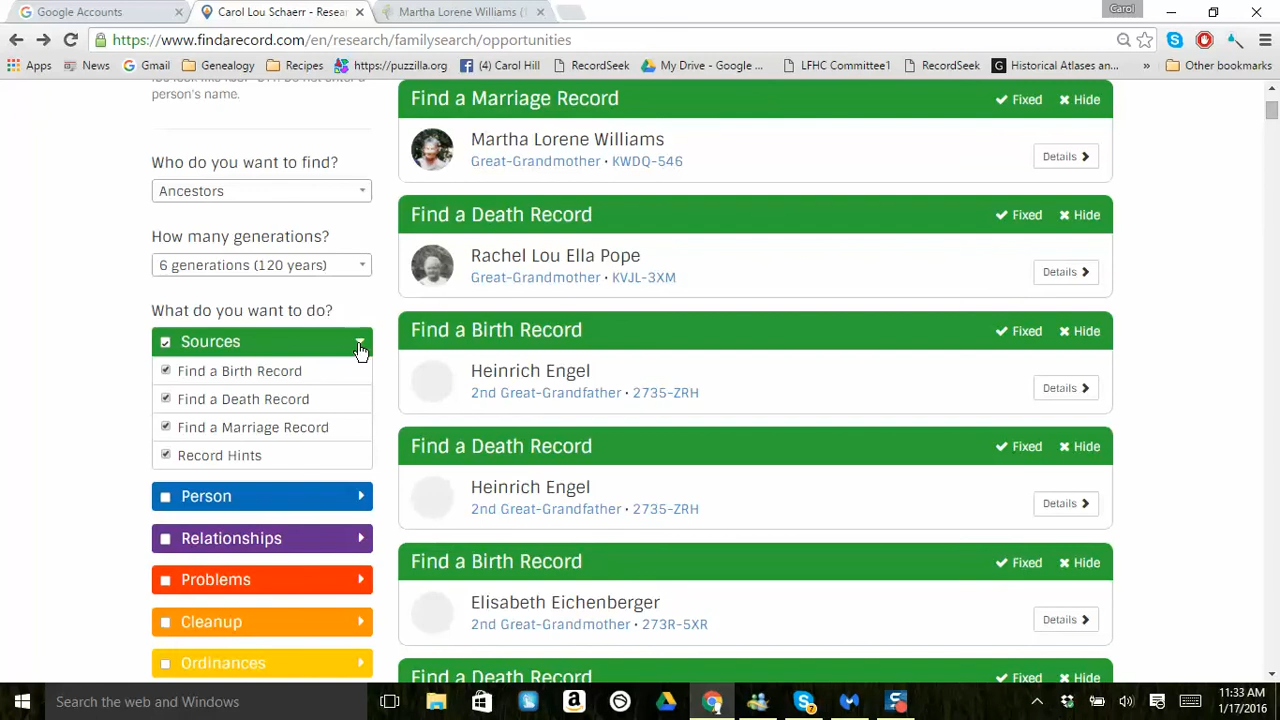 Google Accounts
Carol Lou Schaerr - Resea
Martha Lorene Williams (1
Carol
https://www.findarecord.com/en/research/familysearch/opportunities
Apps
News
Gmail
Genealogy
Recipes
https://puzzilla.org
(4) Carol Hill
RecordSeek
My Drive - Google ...
LFHC Committee1
RecordSeek
Historical Atlases an...
»
Other bookmarks
person's name.
Who do you want to find?
Ancestors
How many generations?
6 generations (120 years)
What do you want to do?
Sources
Find a Birth Record
Find a Death Record
Find a Marriage Record
Record Hints
Person
Relationships
Problems
Cleanup
Ordinances
Find a Marriage Record
Fixed
Hide
Martha Lorene Williams
Great-Grandmother • KWDQ-546
Details
Find a Death Record
Fixed
Hide
Rachel Lou Ella Pope
Great-Grandmother • KVJL-3XM
Details
Find a Birth Record
Fixed
Hide
Heinrich Engel
2nd Great-Grandfather • 2735-ZRH
Details
Find a Death Record
Fixed
Hide
Heinrich Engel
2nd Great-Grandfather • 2735-ZRH
Details
Find a Birth Record
Fixed
Hide
Elisabeth Eichenberger
2nd Great-Grandmother • 273R-5XR
Details
Find a Death Record
Fixed
Hide
Search the web and Windows
11:33 AM
1/17/2016